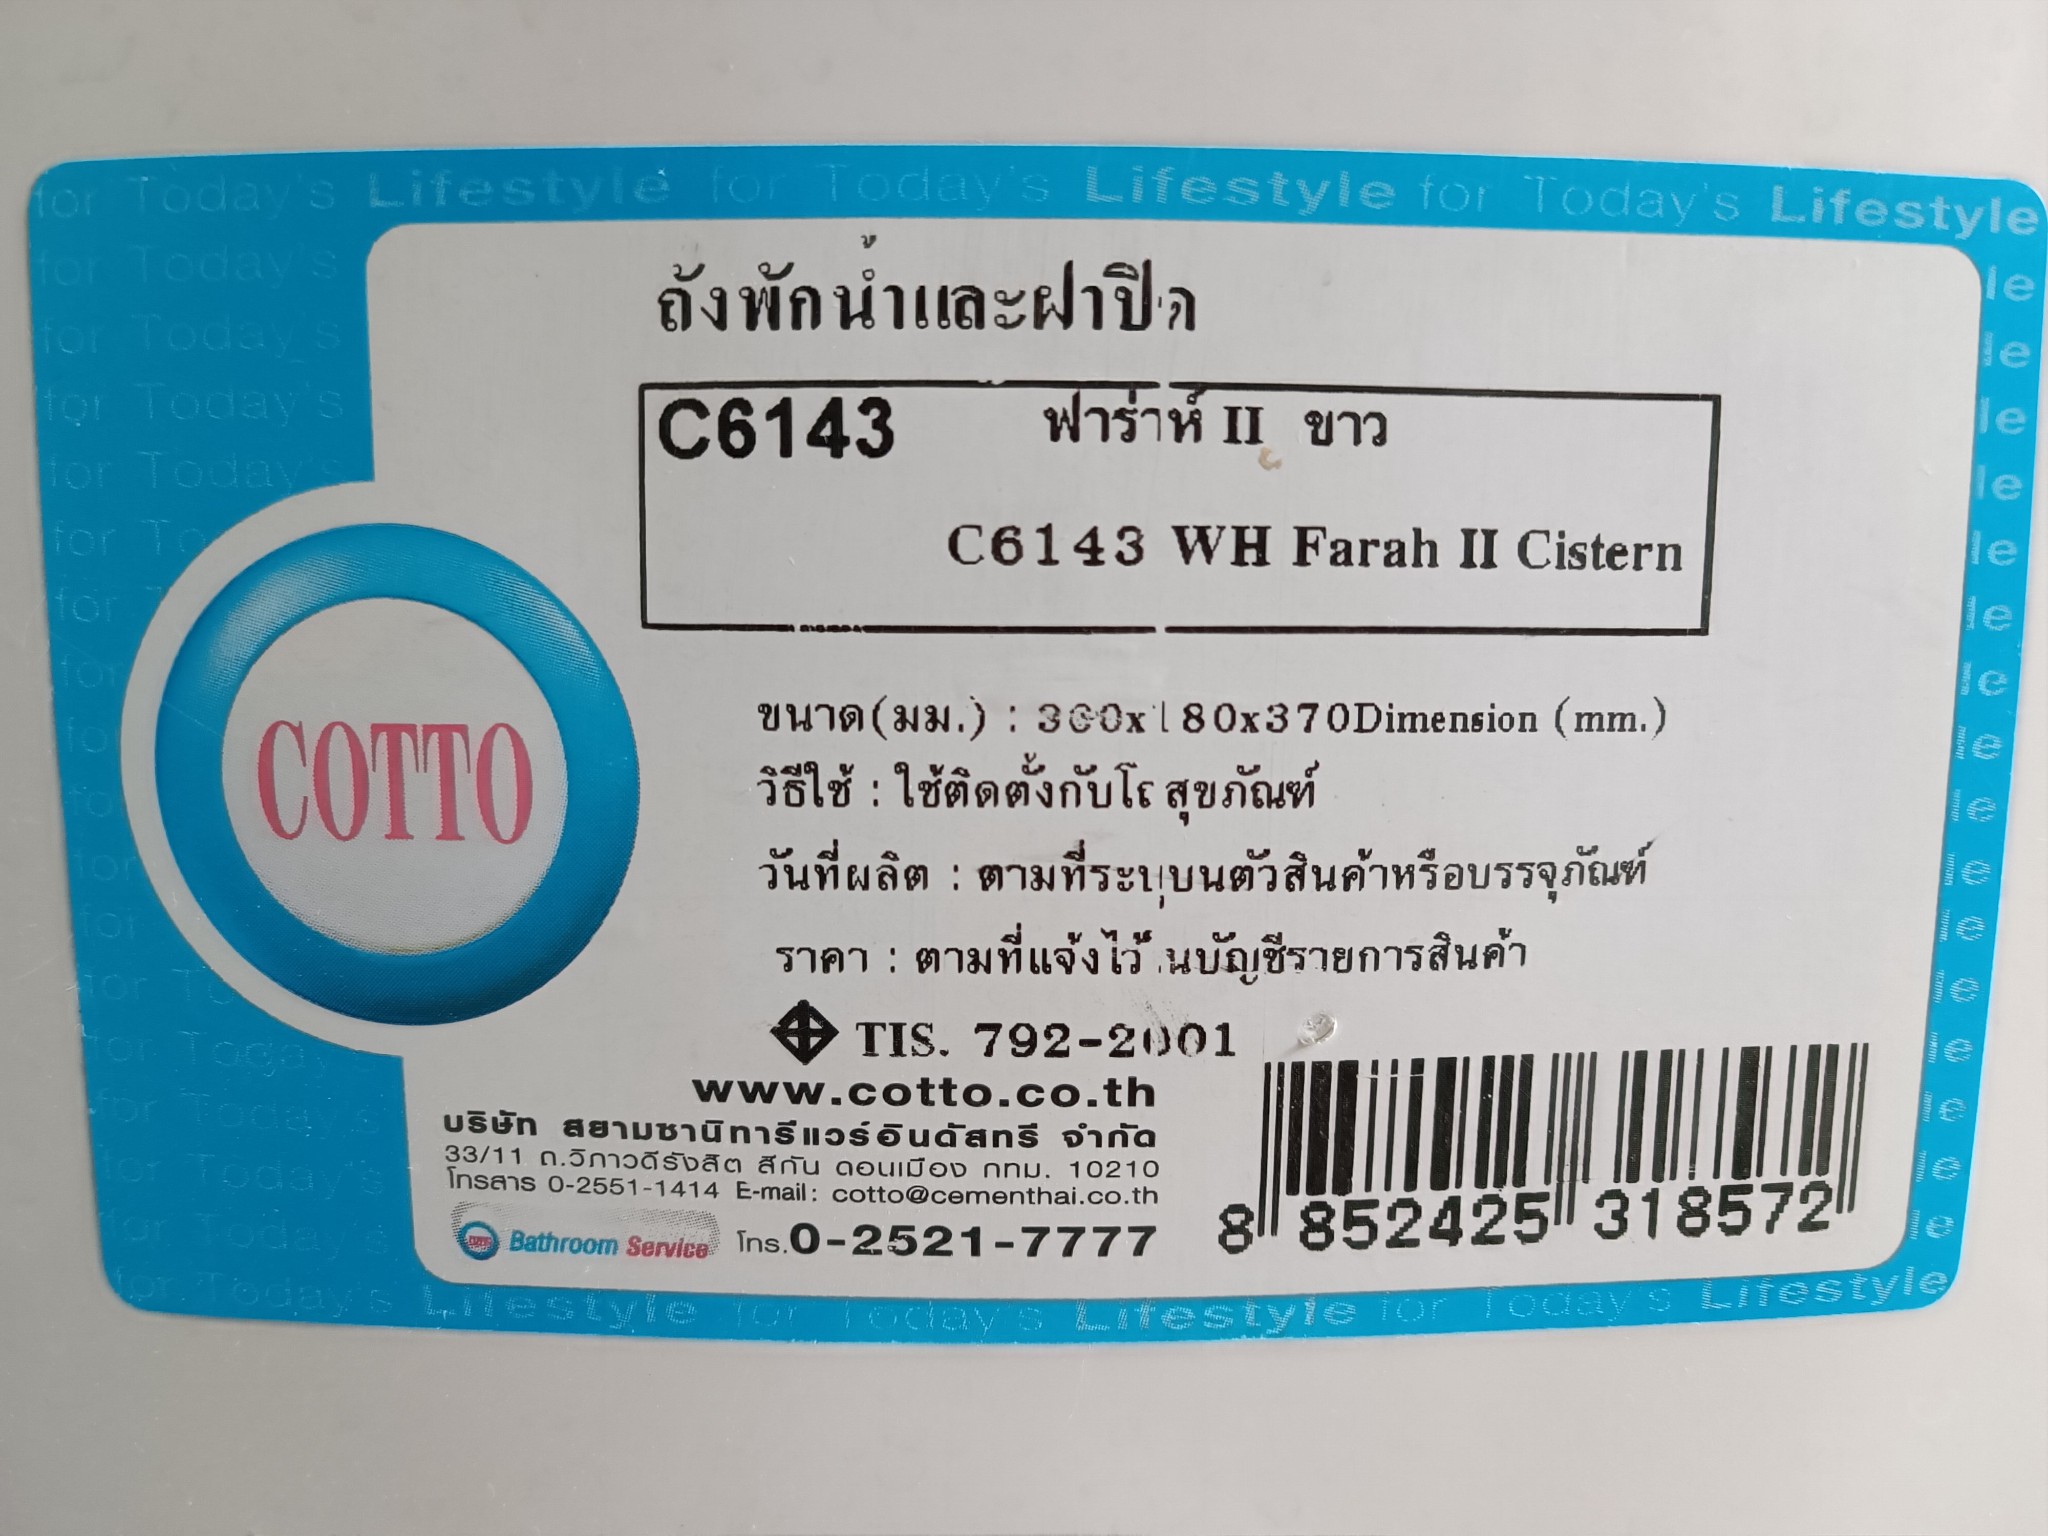 for Today's Lifestyle for Today's Lifestyle for Today's Lifestyle
ถังพักน้ำและฝาปิด
C6143 ฟาร่าห์ II ขาว
C6143 WH Farah II Cistern
COTTO
ขนาด(มม.) : 360x180x370Dimension (mm.)
วิธีใช้ : ใช้ติดตั้งกับโถสุขภัณฑ์
วันที่ผลิต : ตามที่ระบุบนตัวสินค้าหรือบรรจุภัณฑ์
ราคา : ตามที่แจ้งไว้ในบัญชีรายการสินค้า
TIS. 792-2001
www.cotto.co.th
บริษัท สยามซานิทารีแวร์อินดัสทรี จำกัด
33/11 ถ.วิภาวดีรังสิต สีกัน ดอนเมือง กทม. 10210
โทรสาร 0-2551-1414 E-mail: cotto@cementhai.co.th
Bathroom Service โทร.0-2521-7777
8 852425 318572
for Today's Lifestyle for Today's Lifestyle for Today's Lifestyle